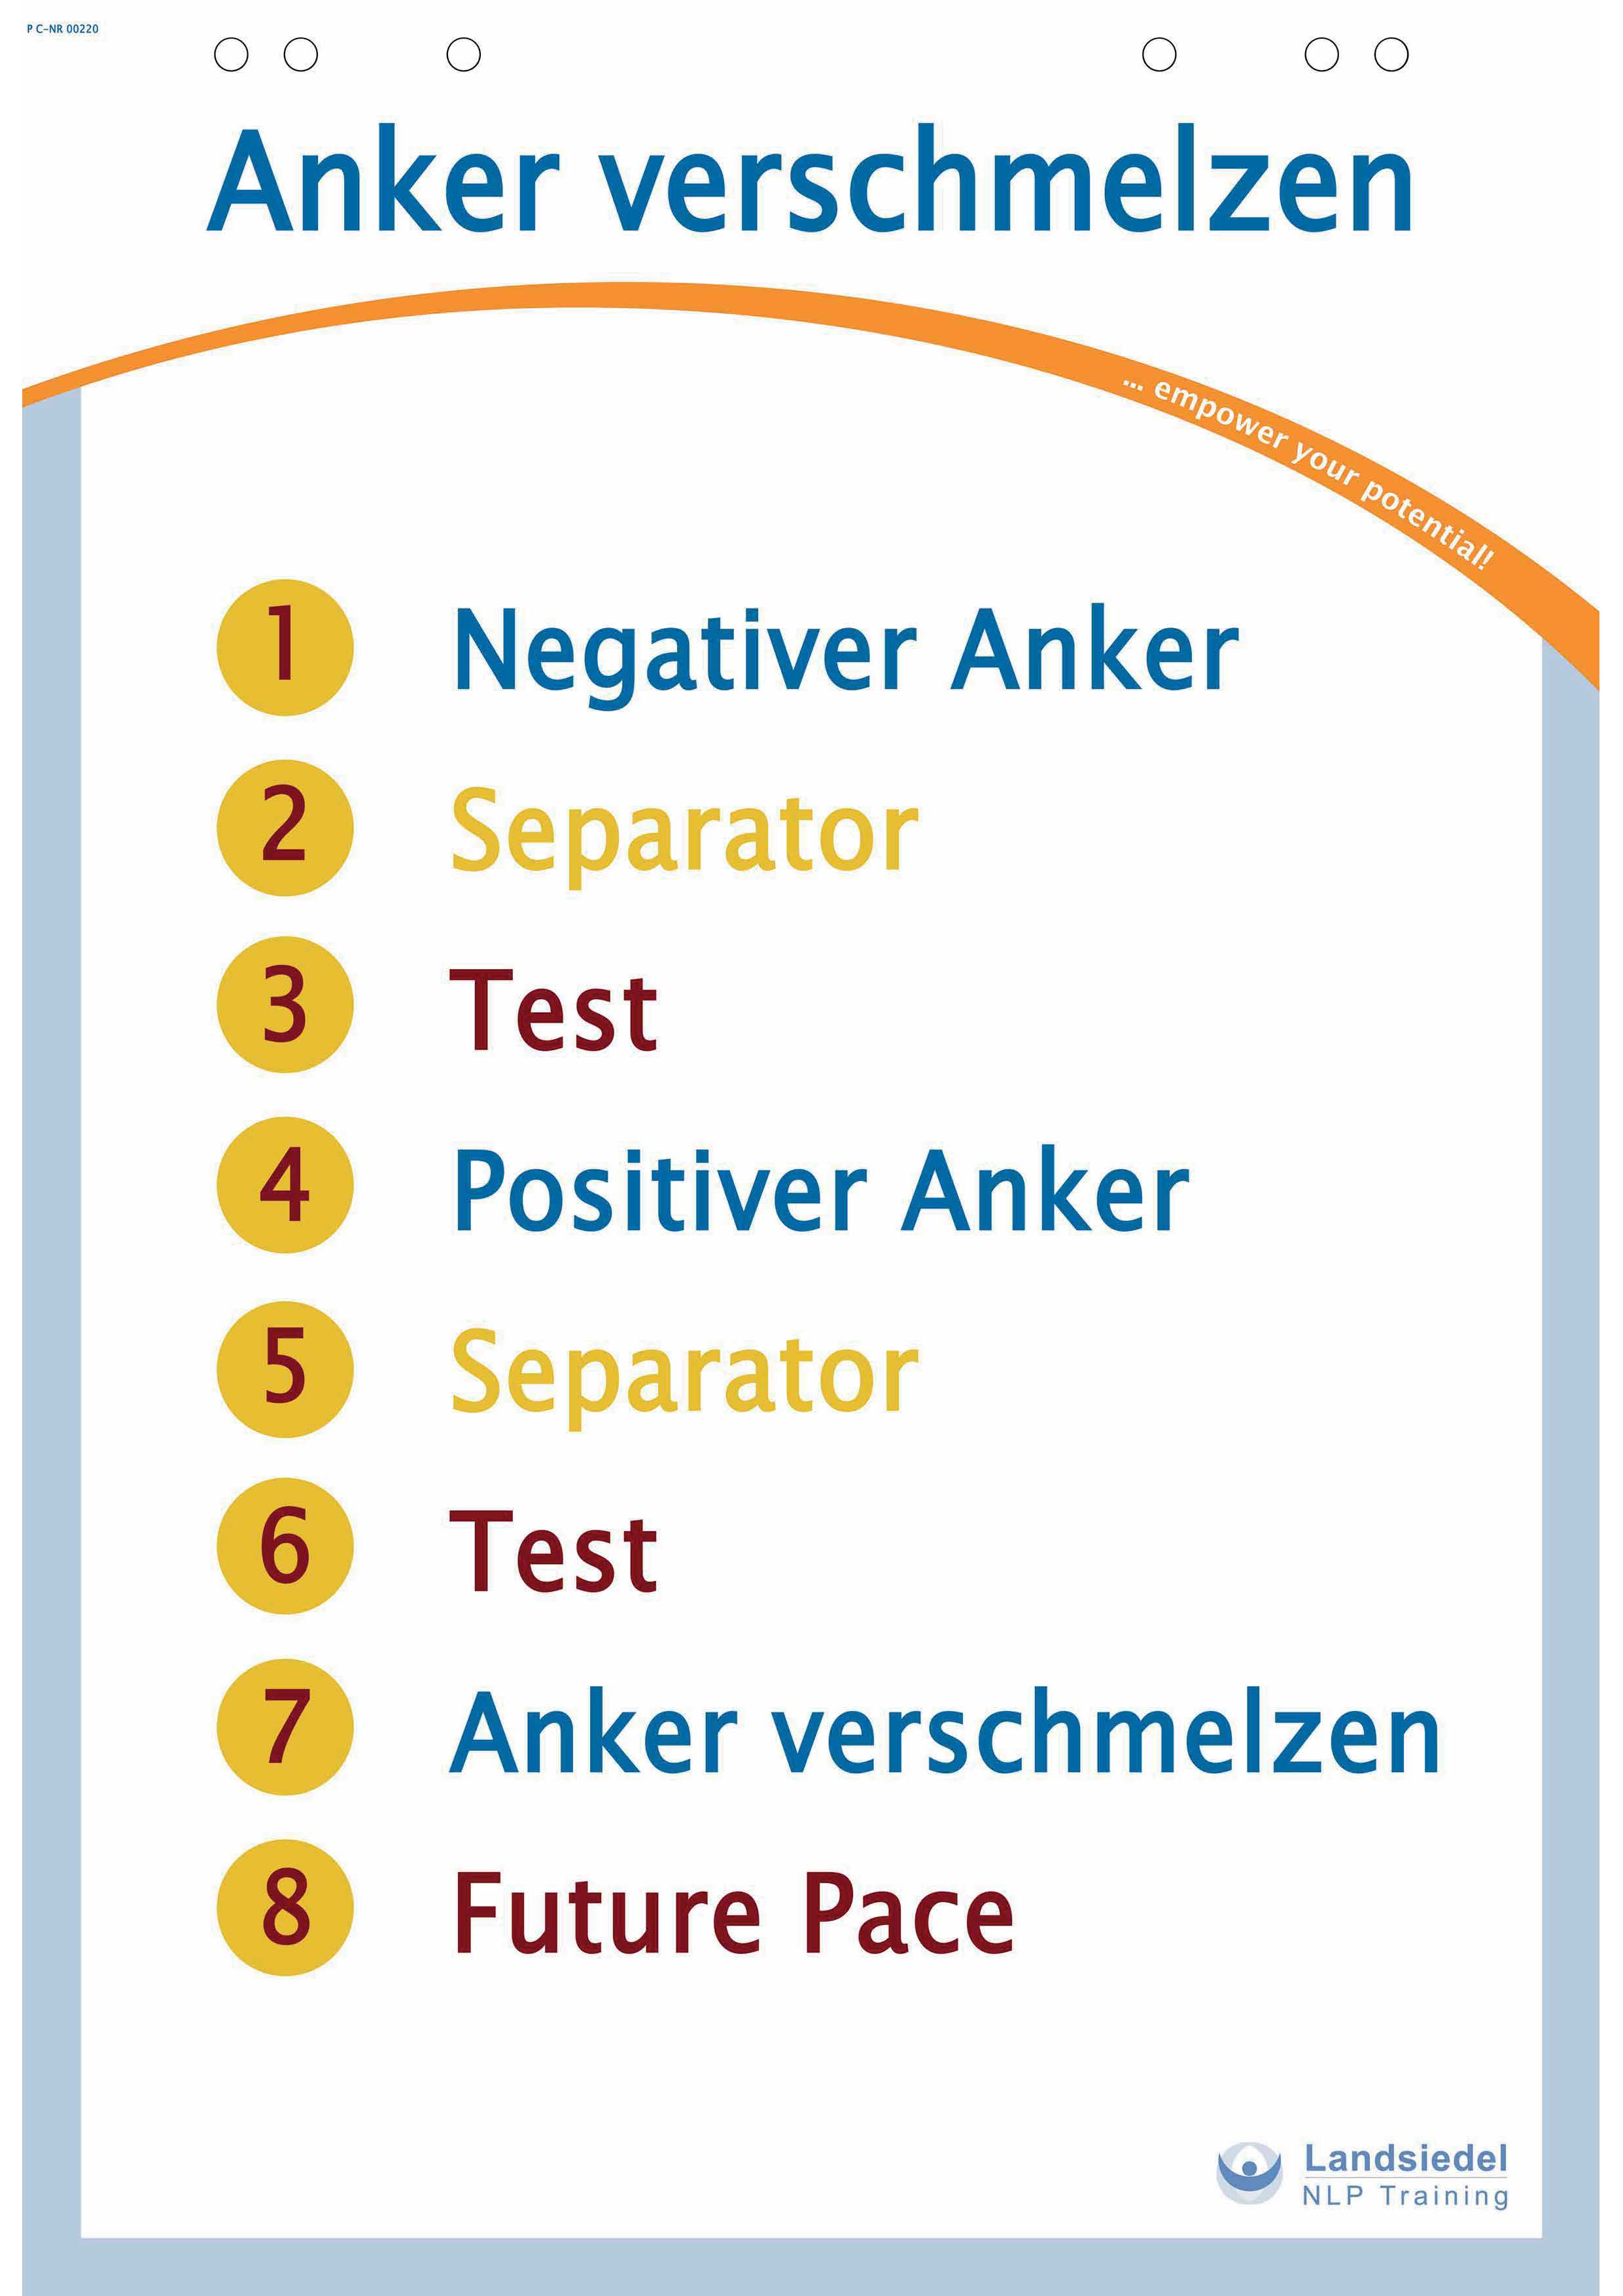 P C-NR 00220
Anker verschmelzen
... empower your potential!
1 Negativer Anker
2 Separator
3 Test
4 Positiver Anker
5 Separator
6 Test
7 Anker verschmelzen
8 Future Pace
Landsiedel
NLP Training